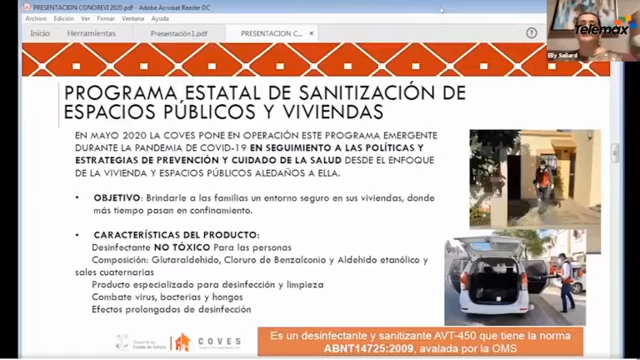 PRESENTACION CONOREVI 2020.pdf - Adobe Acrobat Reader DC
Archivo Edición Ver Firmar Ventana Ayuda
Inicio Herramientas Presentación1.pdf PRESENTACION C... ×
Telemax
Elly Sallard
PROGRAMA ESTATAL DE SANITIZACIÓN DE
ESPACIOS PÚBLICOS Y VIVIENDAS
EN MAYO 2020 LA COVES PONE EN OPERACIÓN ESTE PROGRAMA EMERGENTE
DURANTE LA PANDEMIA DE COVID-19 EN SEGUIMIENTO A LAS POLÍTICAS Y
ESTRATEGIAS DE PREVENCIÓN Y CUIDADO DE LA SALUD DESDE EL ENFOQUE
DE LA VIVIENDA Y ESPACIOS PÚBLICOS ALEDAÑOS A ELLA.
• OBJETIVO: Brindarle a las familias un entorno seguro en sus viviendas, donde
más tiempo pasan en confinamiento.
• CARACTERÍSTICAS DEL PRODUCTO:
Desinfectante NO TÓXICO Para las personas
Composición: Glutaraldehído, Cloruro de Benzalconio y Aldehido etanólico y
sales cuaternarias
Producto especializado para desinfección y limpieza
Combate virus, bacterias y hongos
Efectos prolongados de desinfección
COVES
Es un desinfectante y sanitizante AVT-450 que tiene la norma
ABNT14725:2009, avalada por la OMS